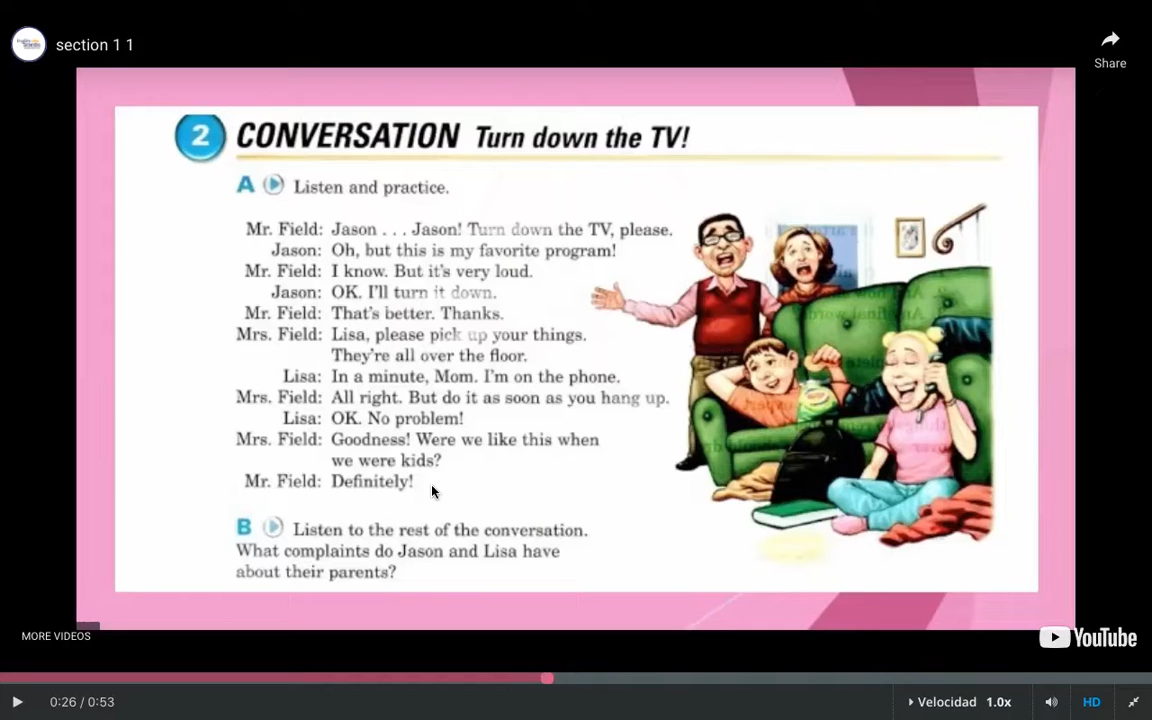 section 1 1
Share
2 CONVERSATION Turn down the TV!
A Listen and practice.
Mr. Field: Jason . . . Jason! Turn down the TV, please.
Jason: Oh, but this is my favorite program!
Mr. Field: I know. But it's very loud.
Jason: OK. I'll turn it down.
Mr. Field: That's better. Thanks.
Mrs. Field: Lisa, please pick up your things.
They're all over the floor.
Lisa: In a minute, Mom. I'm on the phone.
Mrs. Field: All right. But do it as soon as you hang up.
Lisa: OK. No problem!
Mrs. Field: Goodness! Were we like this when
we were kids?
Mr. Field: Definitely!
B Listen to the rest of the conversation.
What complaints do Jason and Lisa have
about their parents?
MORE VIDEOS
YouTube
0:26 / 0:53
Velocidad 1.0x
HD